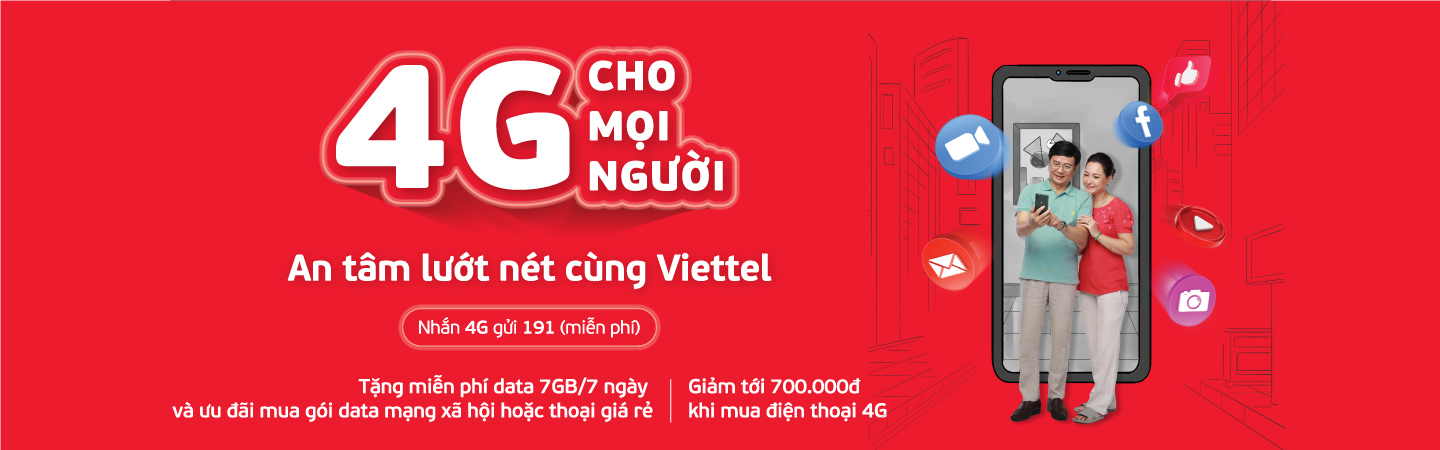 4G CHO
MỌI
NGƯỜI
An tâm lướt nét cùng Viettel
Nhắn 4G gửi 191 (miễn phí)
Tặng miễn phí data 7GB/7 ngày
và ưu đãi mua gói data mạng xã hội hoặc thoại giá rẻ
Giảm tới 700.000đ
khi mua điện thoại 4G